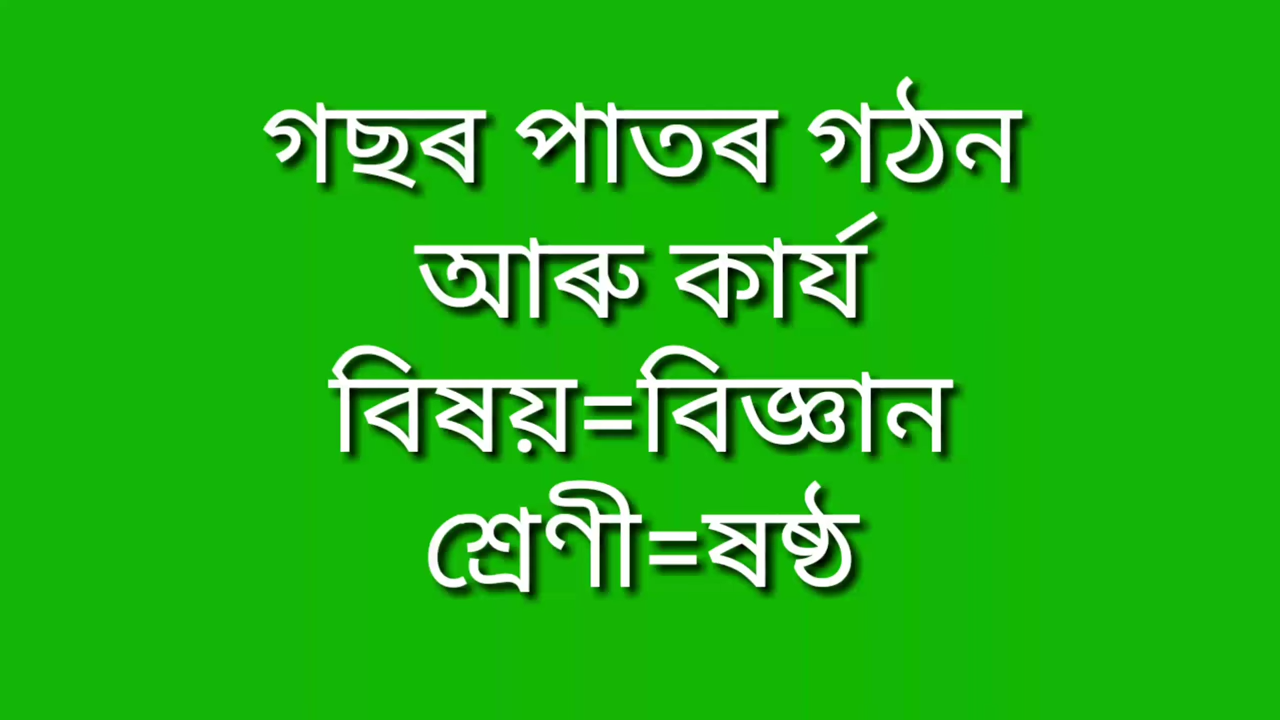 গছৰ পাতৰ গঠন
আৰু কাৰ্য
বিষয়=বিজ্ঞান
শ্ৰেণী=ষষ্ঠ